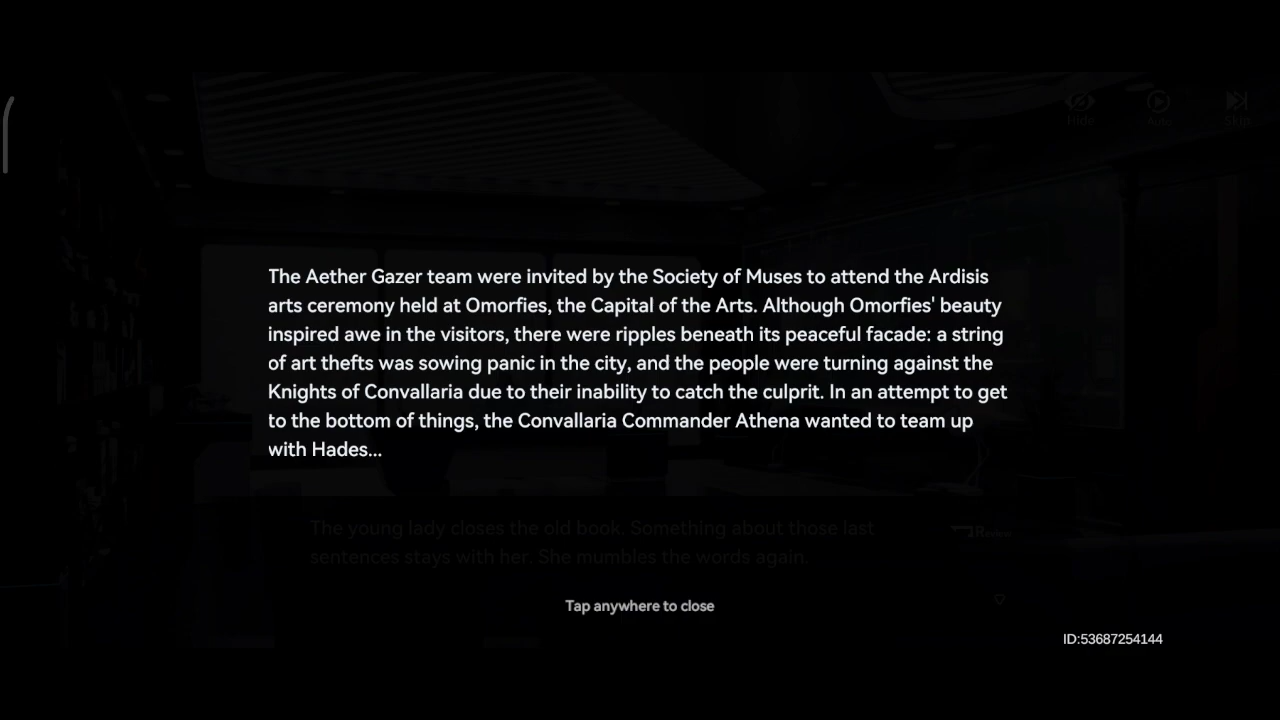 Hide
Auto
Skip
The Aether Gazer team were invited by the Society of Muses to attend the Ardisis
arts ceremony held at Omorfies, the Capital of the Arts. Although Omorfies' beauty
inspired awe in the visitors, there were ripples beneath its peaceful facade: a string
of art thefts was sowing panic in the city, and the people were turning against the
Knights of Convallaria due to their inability to catch the culprit. In an attempt to get
to the bottom of things, the Convallaria Commander Athena wanted to team up
with Hades...
The young lady closes the old book. Something about those last
sentences stays with her. She mumbles the words again.
Review
Tap anywhere to close
ID:53687254144